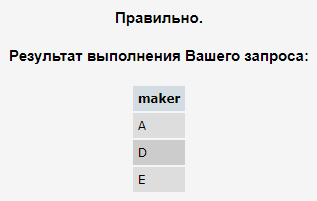 Правильно.
Результат выполнения Вашего запроса:
maker
A
D
E